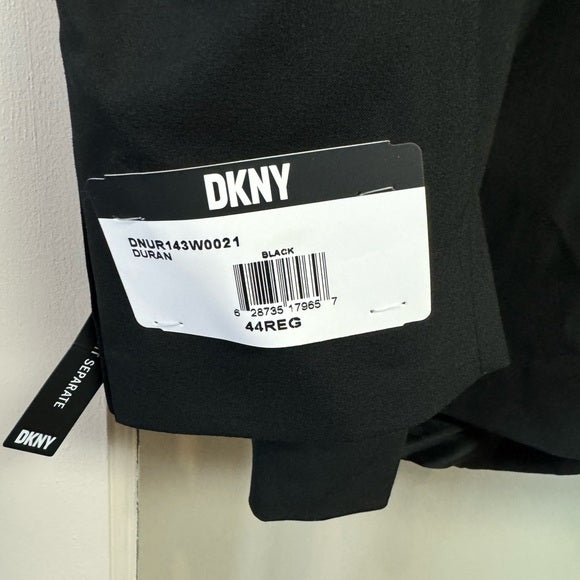 DKNY
DNUR143W0021
DURAN
BLACK
6 28735 17965 7
44REG
SEPARATE
DKNY